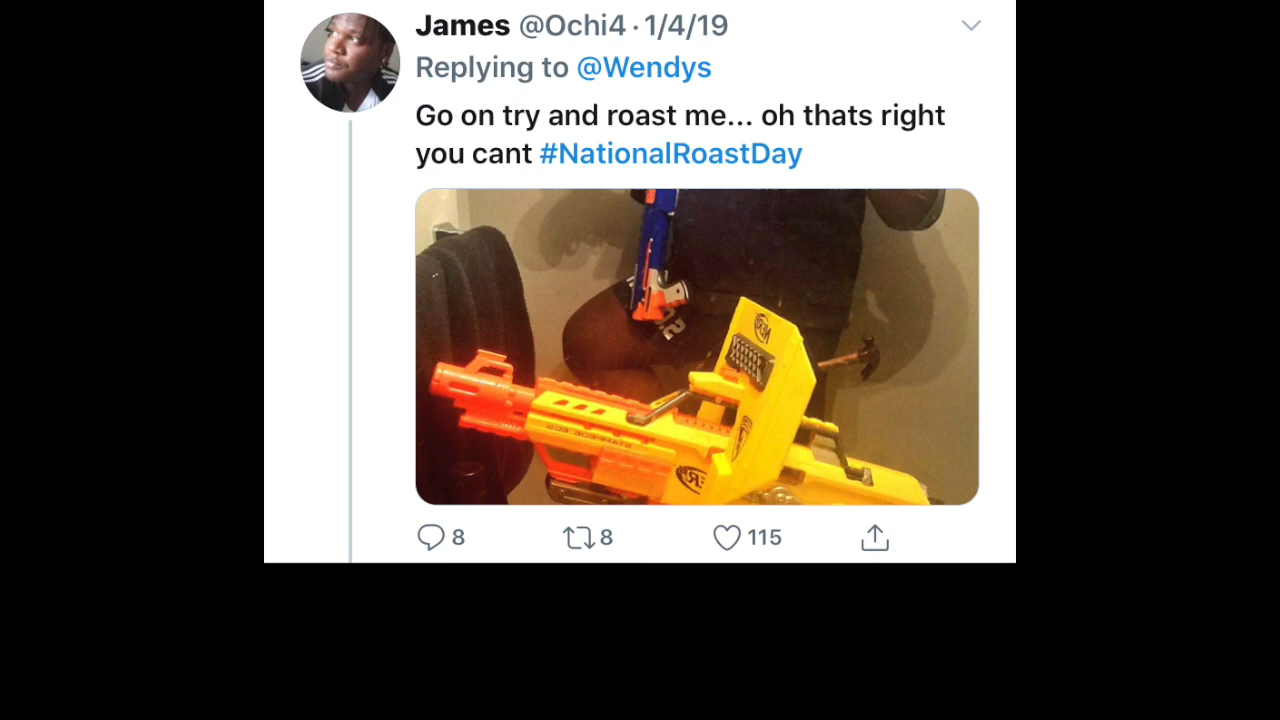 James @Ochi4 · 1/4/19
Replying to @Wendys
Go on try and roast me... oh thats right
you cant #NationalRoastDay
8 8 115